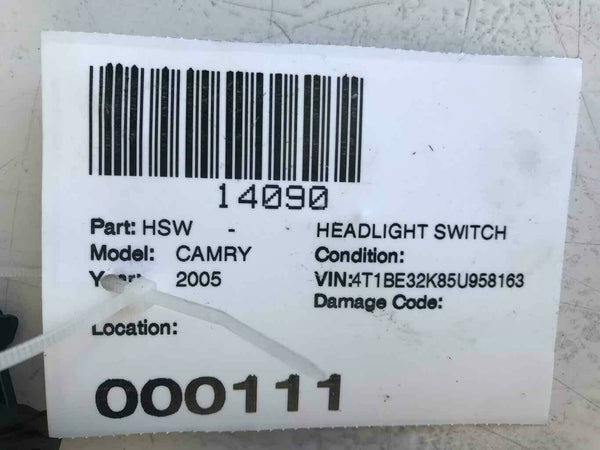 14090
Part: HSW - HEADLIGHT SWITCH
Model: CAMRY Condition:
Year: 2005 VIN:4T1BE32K85U958163
Damage Code:
Location:
000111